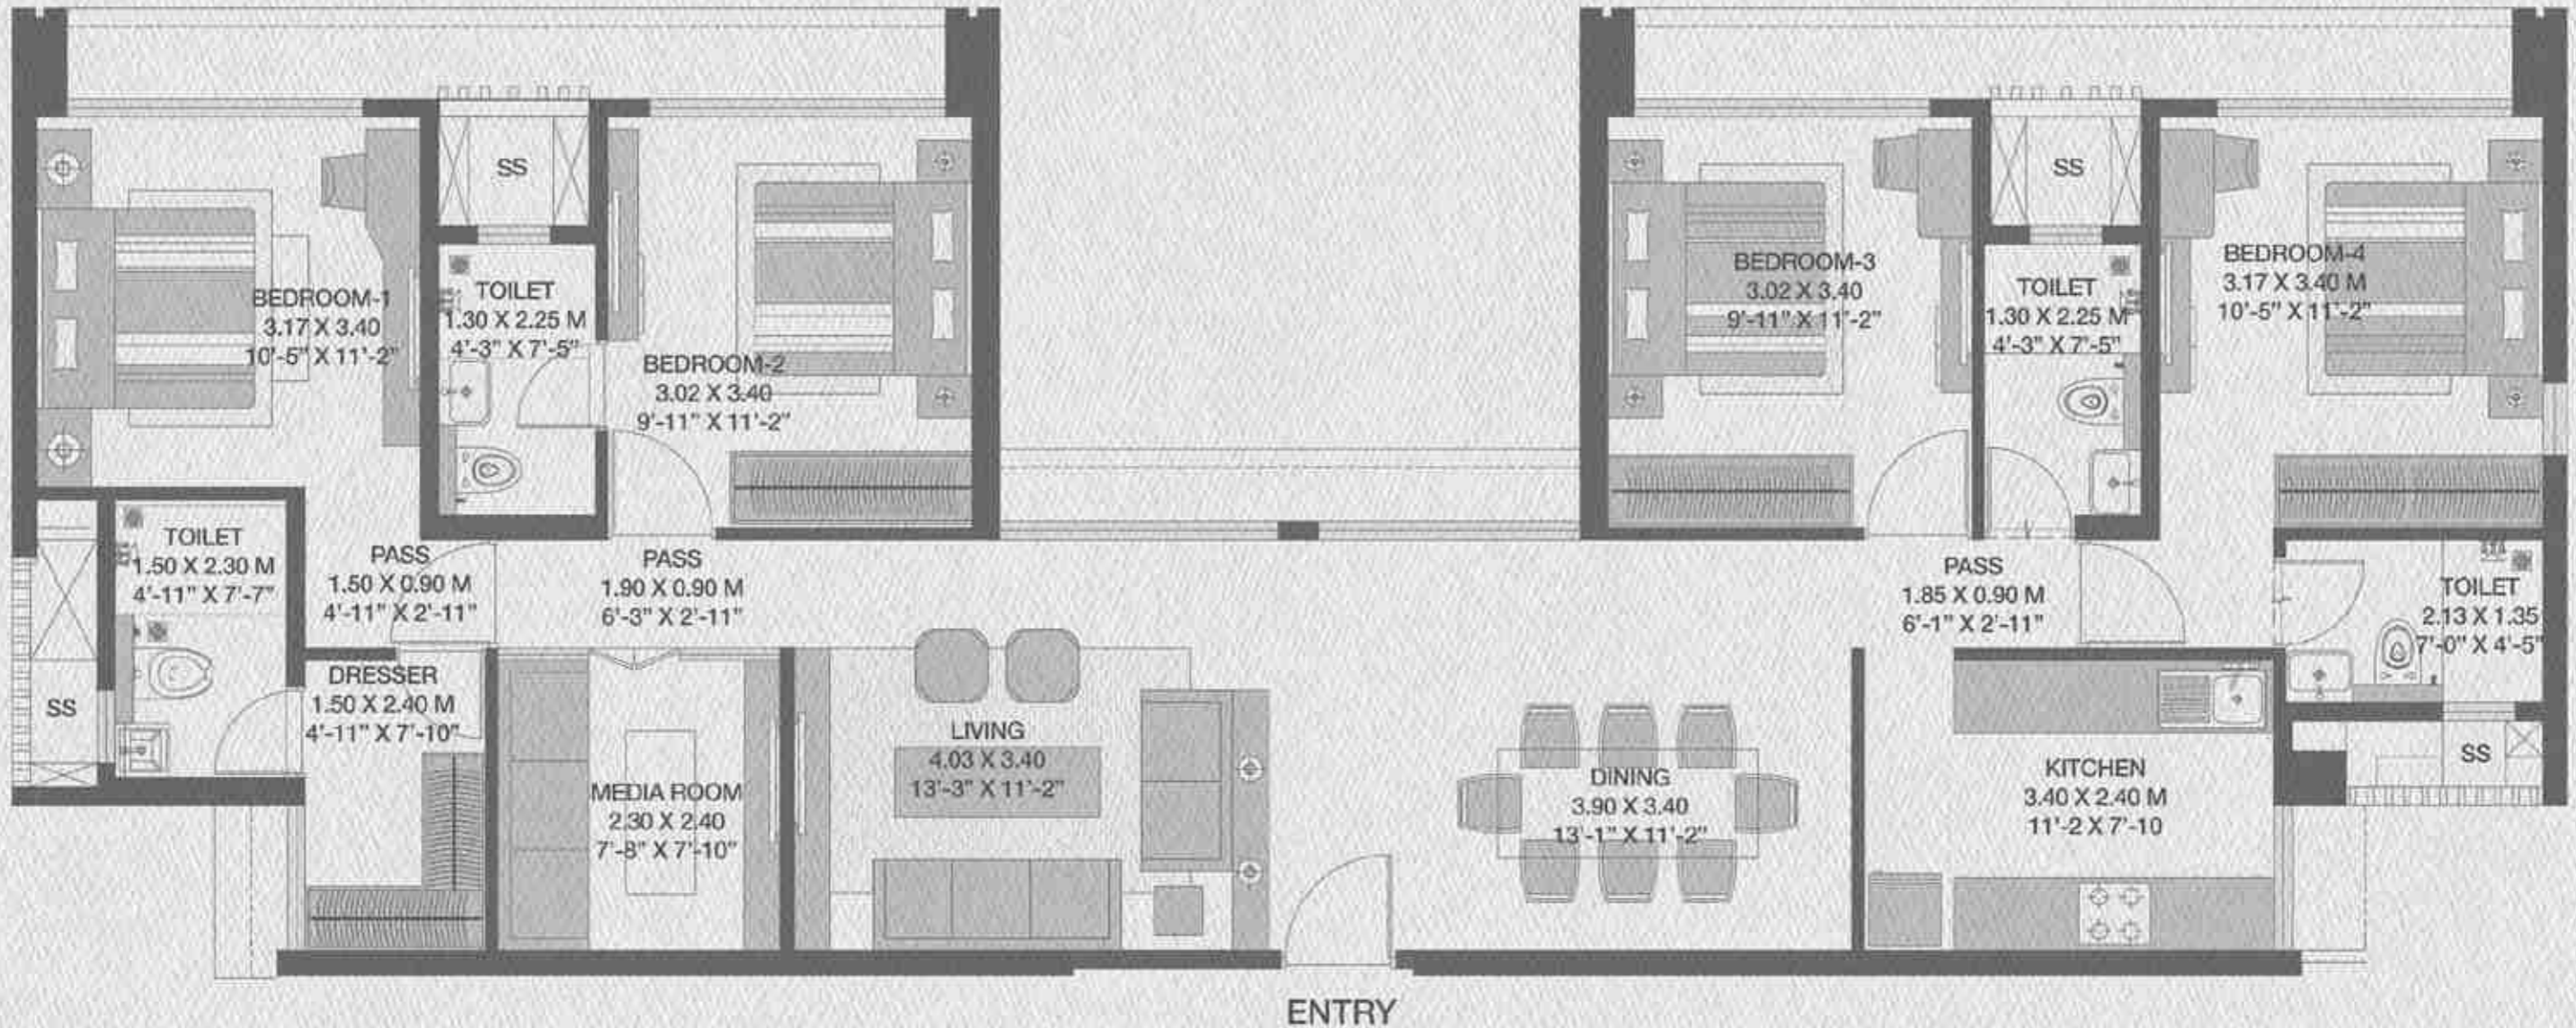 SS
SS
BEDROOM-1
3.17 X 3.40
10'-5" X 11'-2"
TOILET
1.30 X 2.25 M
4'-3" X 7'-5"
BEDROOM-2
3.02 X 3.40
9'-11" X 11'-2"
BEDROOM-3
3.02 X 3.40
9'-11" X 11'-2"
TOILET
1.30 X 2.25 M
4'-3" X 7'-5"
BEDROOM-4
3.17 X 3.40 M
10'-5" X 11'-2"
TOILET
1.50 X 2.30 M
4'-11" X 7'-7"
PASS
1.50 X 0.90 M
4'-11" X 2'-11"
PASS
1.90 X 0.90 M
6'-3" X 2'-11"
PASS
1.85 X 0.90 M
6'-1" X 2'-11"
TOILET
2.13 X 1.35
7'-0" X 4'-5"
SS
DRESSER
1.50 X 2.40 M
4'-11" X 7'-10"
MEDIA ROOM
2.30 X 2.40
7'-8" X 7'-10"
LIVING
4.03 X 3.40
13'-3" X 11'-2"
DINING
3.90 X 3.40
13'-1" X 11'-2"
KITCHEN
3.40 X 2.40 M
11'-2 X 7'-10
SS
ENTRY